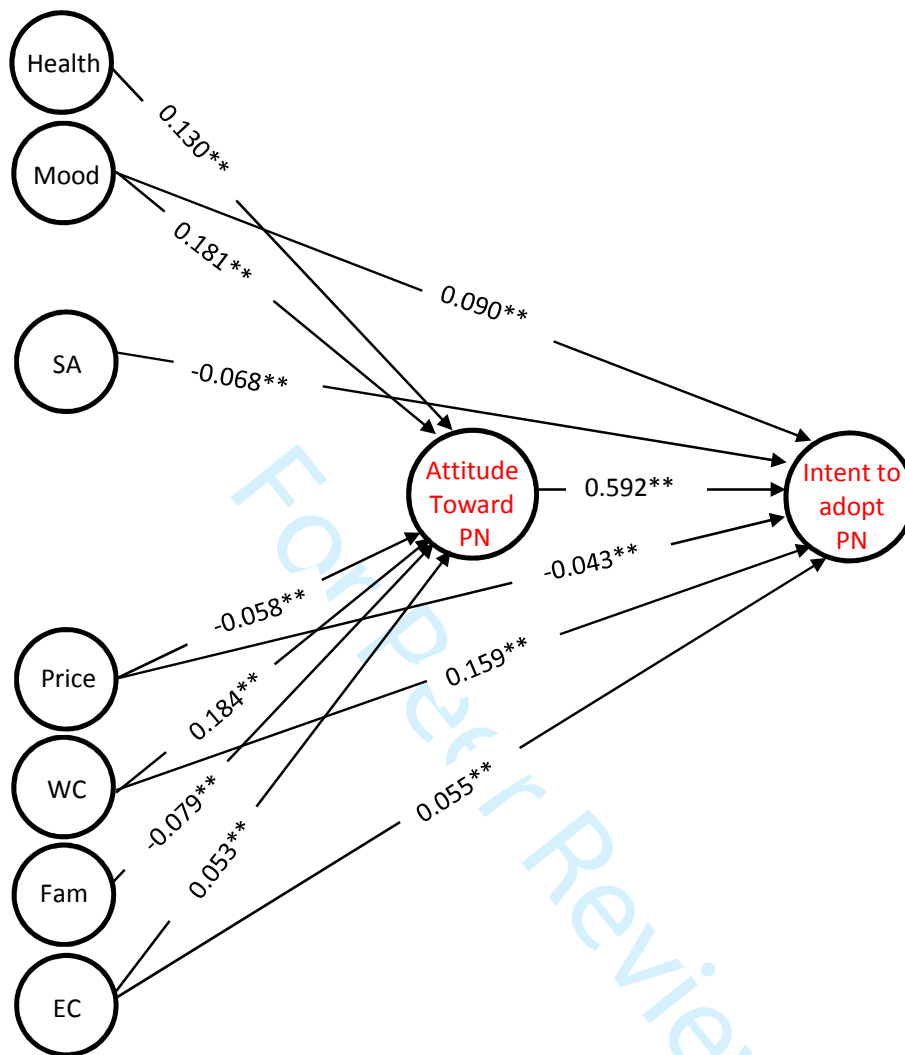 Health
0.130**
Mood
0.181**
0.090**
SA
-0.068**
Attitude
Toward
PN
0.592**
Intent to
adopt
PN
-0.058**
-0.043**
Price
0.184**
0.159**
WC
-0.079**
0.055**
Fam
0.053**
EC
For Peer Review